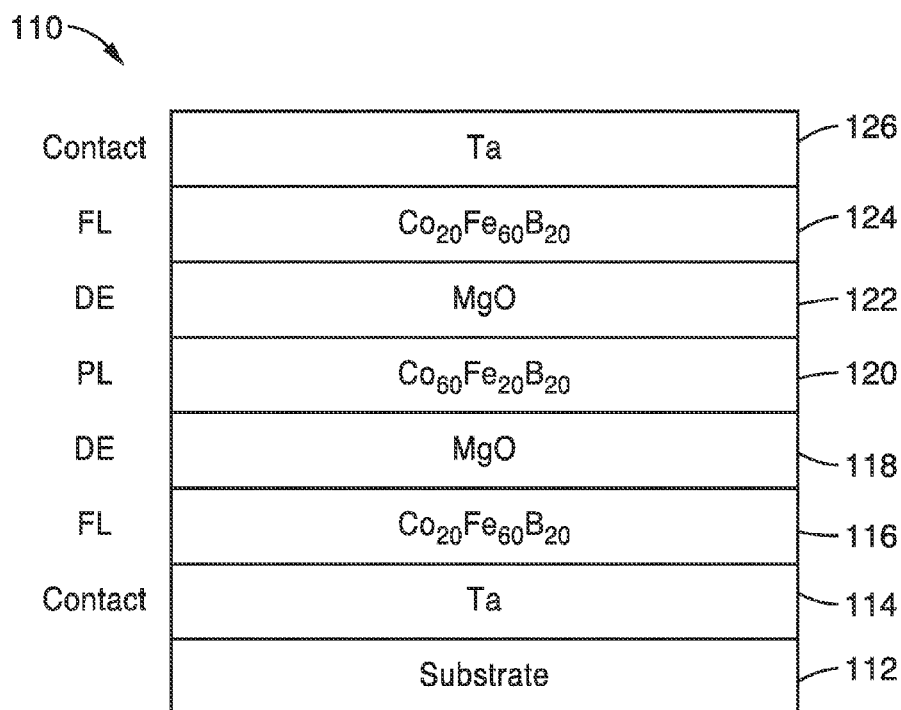 110
Contact Ta 126
FL Co₂₀Fe₆₀B₂₀ 124
DE MgO 122
PL Co₆₀Fe₂₀B₂₀ 120
DE MgO 118
FL Co₂₀Fe₆₀B₂₀ 116
Contact Ta 114
Substrate 112